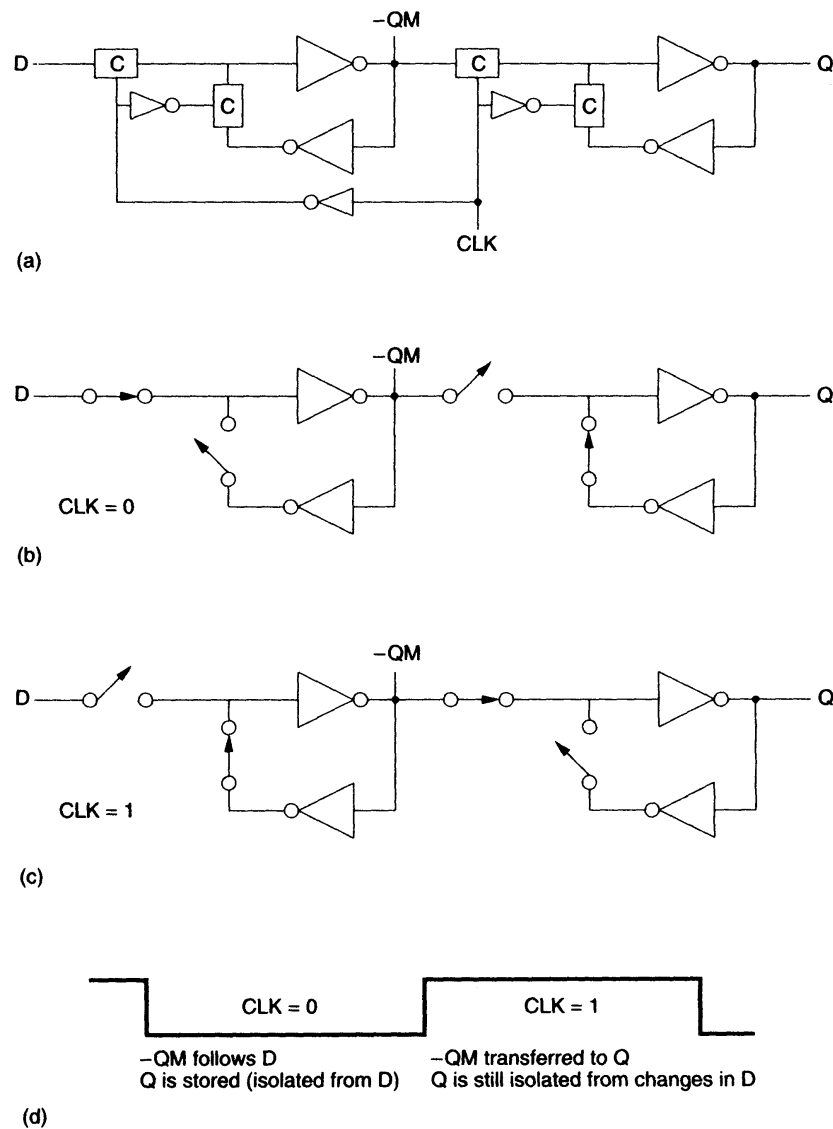 –QM
D C C Q
C C
CLK
(a)
–QM
D Q
CLK = 0
(b)
–QM
D Q
CLK = 1
(c)
CLK = 0 CLK = 1
–QM follows D –QM transferred to Q
Q is stored (isolated from D) Q is still isolated from changes in D
(d)